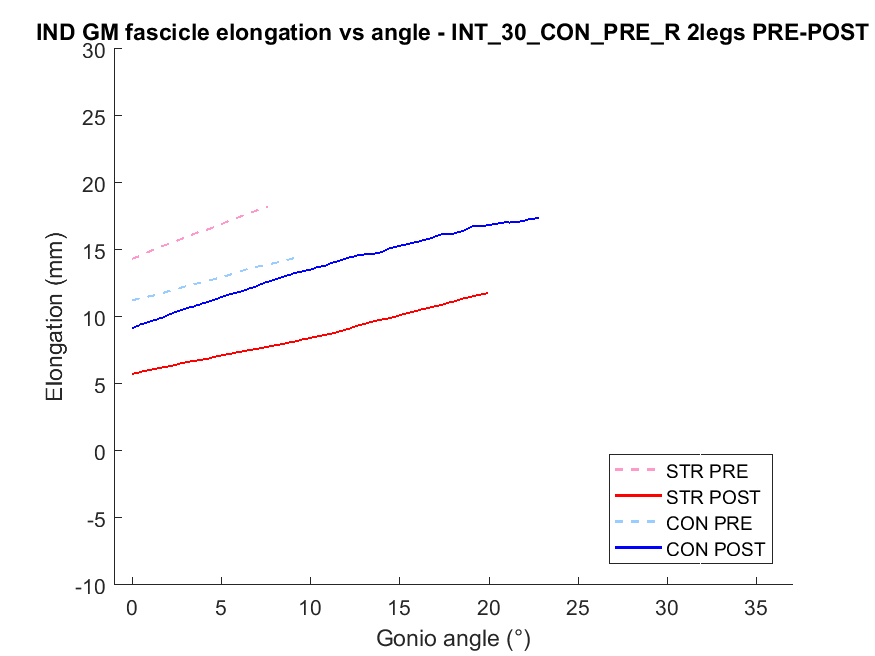 IND GM fascicle elongation vs angle - INT_30_CON_PRE_R 2legs PRE-POST
30
25
20
15
10
5
0
-5
-10
Elongation (mm)
0 5 10 15 20 25 30 35
Gonio angle (°)
STR PRE
STR POST
CON PRE
CON POST